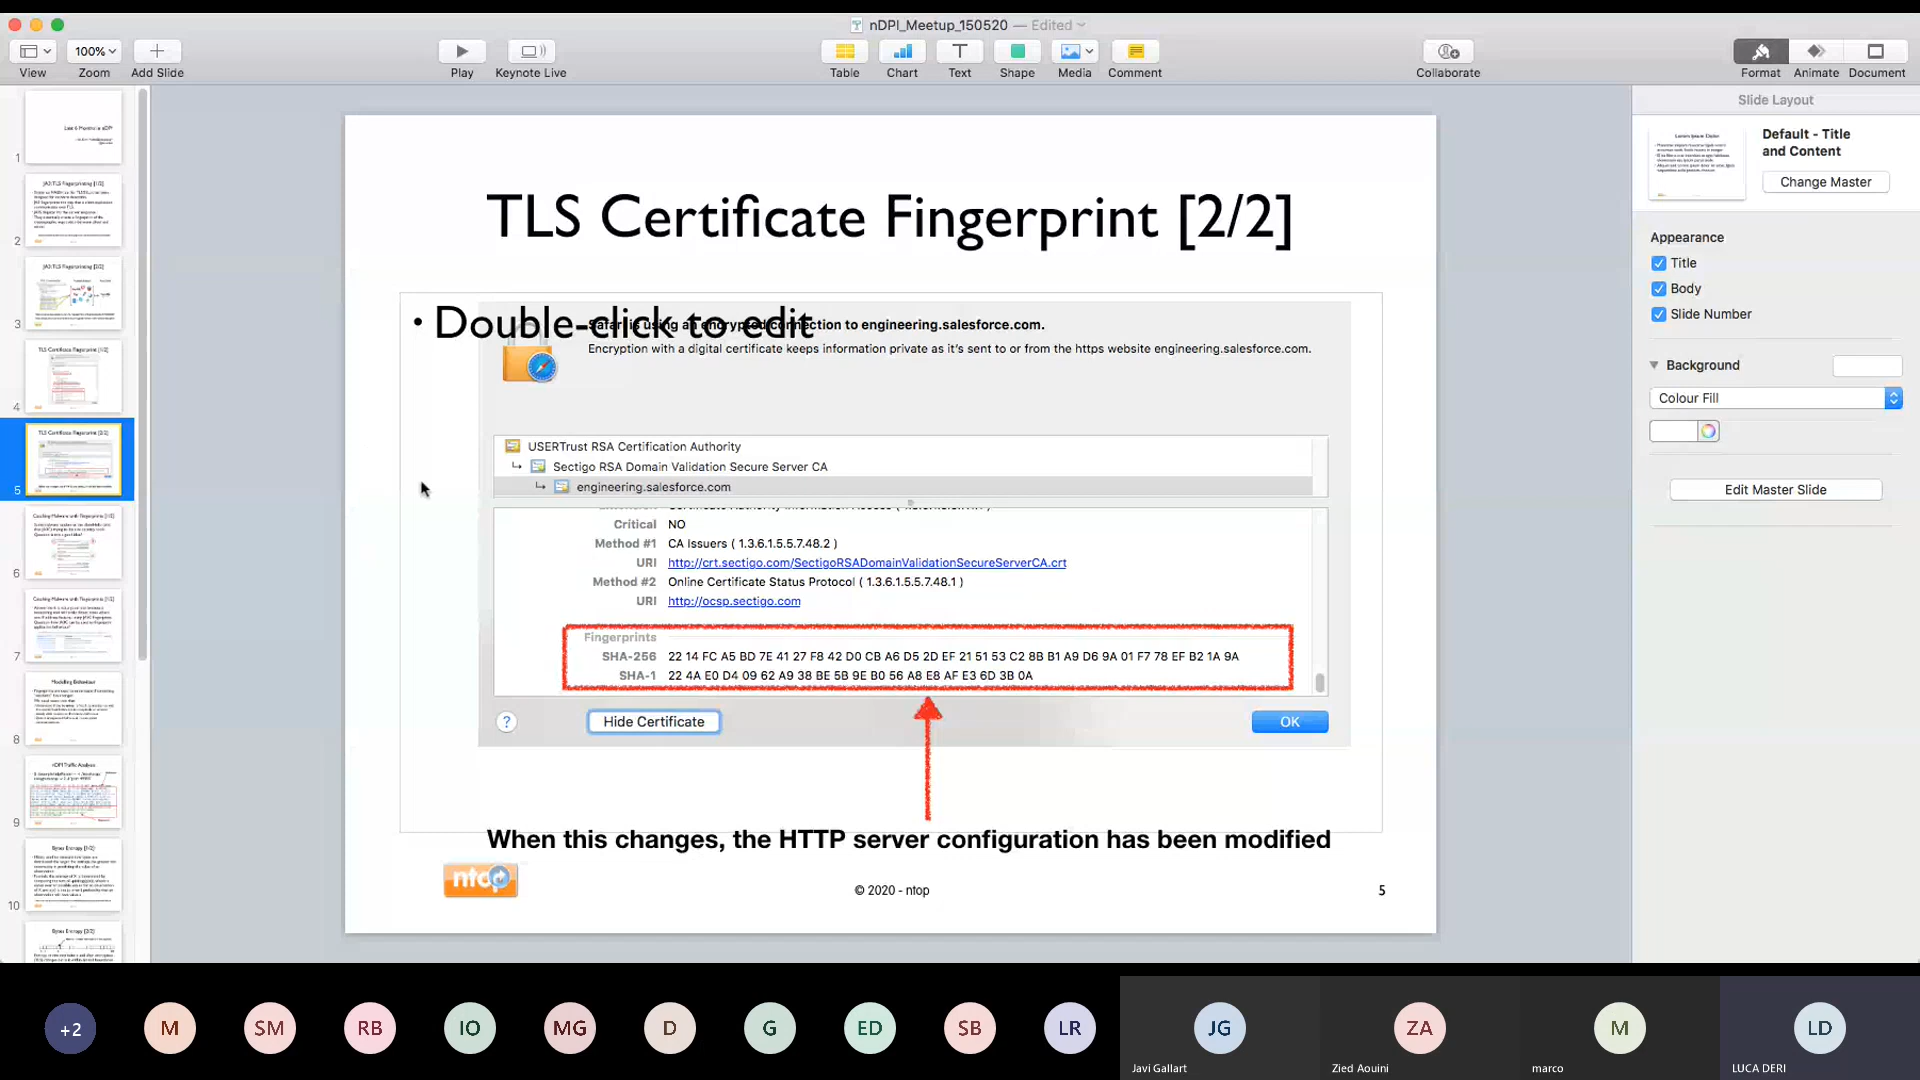 nDPI_Meetup_150520 — Edited
100%
View
Zoom
Add Slide
Play
Keynote Live
Table
Chart
Text
Shape
Media
Comment
Collaborate
Format
Animate
Document
1
2
3
4
5
6
7
8
9
10
TLS Certificate Fingerprint [2/2]
• Double-click to edit
Safari is using an encrypted connection to engineering.salesforce.com.
Encryption with a digital certificate keeps information private as it's sent to or from the https website engineering.salesforce.com.
USERTrust RSA Certification Authority
Sectigo RSA Domain Validation Secure Server CA
engineering.salesforce.com
Critical NO
Method #1 CA Issuers ( 1.3.6.1.5.5.7.48.2 )
URI http://crt.sectigo.com/SectigoRSADomainValidationSecureServerCA.crt
Method #2 Online Certificate Status Protocol ( 1.3.6.1.5.5.7.48.1 )
URI http://ocsp.sectigo.com
Fingerprints
SHA-256 22 14 FC A5 BD 7E 41 27 F8 42 D0 CB A6 D5 2D EF 21 51 53 C2 8B B1 A9 D6 9A 01 F7 78 EF B2 1A 9A
SHA-1 22 4A E0 D4 09 62 A9 38 BE 5B 9E B0 56 A8 E8 AF E3 6D 3B 0A
?
Hide Certificate
OK
When this changes, the HTTP server configuration has been modified
ntop
© 2020 - ntop
5
Slide Layout
Default - Title
and Content
Change Master
Appearance
Title
Body
Slide Number
Background
Colour Fill
Edit Master Slide
+2
M
SM
RB
IO
MG
D
G
ED
SB
LR
JG
ZA
M
LD
Javi Gallart
Zied Aouini
marco
LUCA DERI